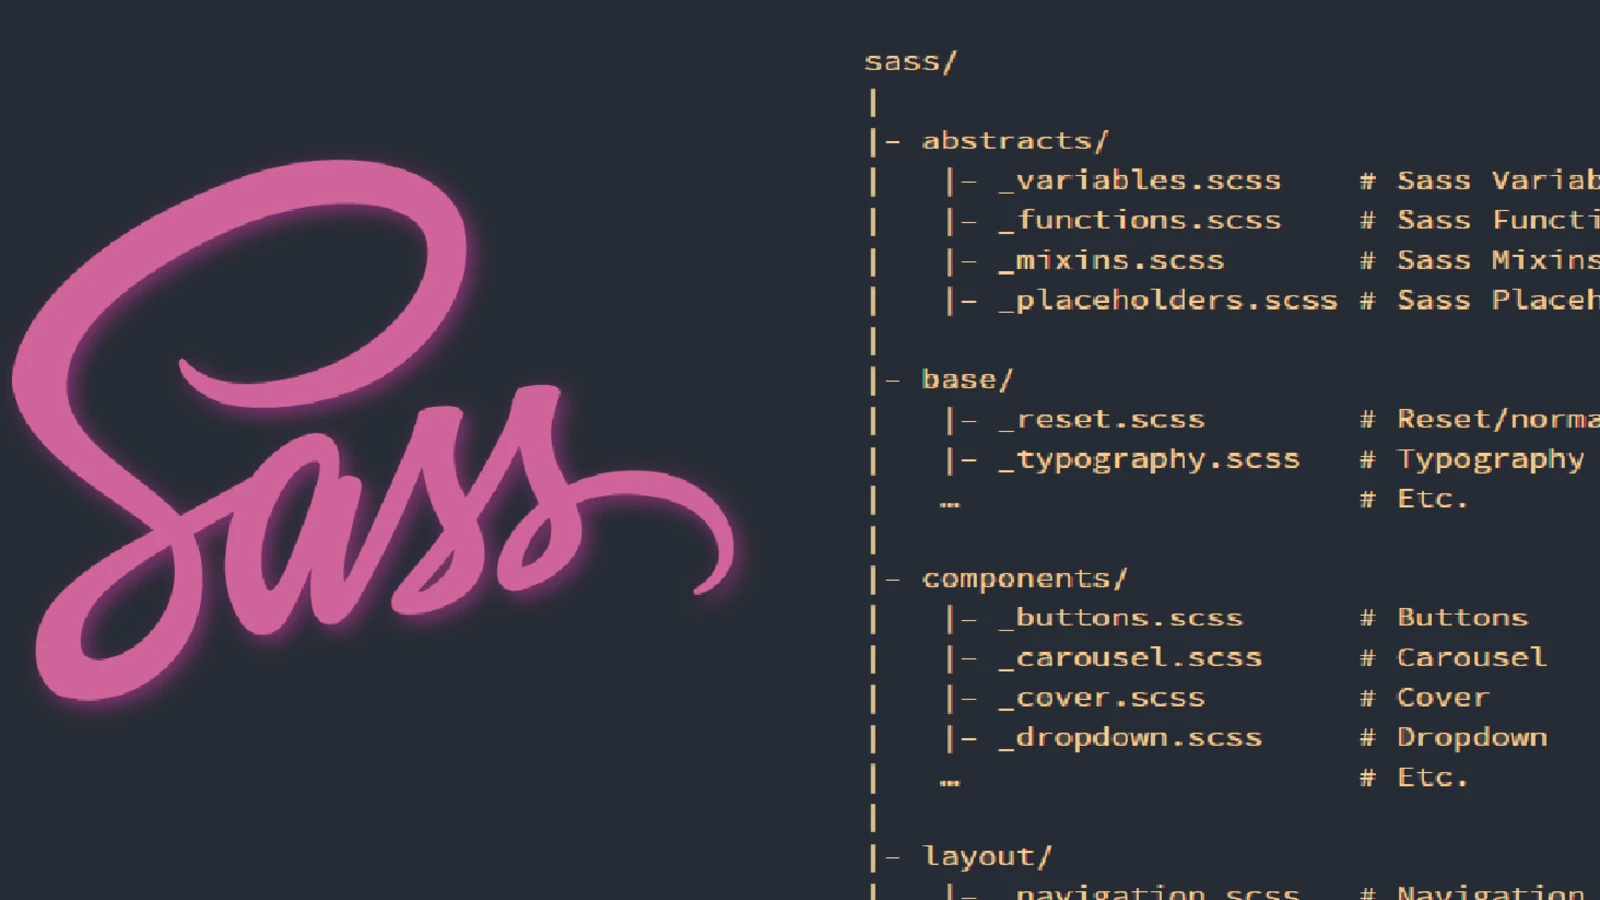 Sass
sass/
|
|- abstracts/
|   |- _variables.scss    # Sass Variab
|   |- _functions.scss    # Sass Functi
|   |- _mixins.scss       # Sass Mixins
|   |- _placeholders.scss # Sass Placeh
|
|- base/
|   |- _reset.scss        # Reset/norma
|   |- _typography.scss   # Typography
|   …                     # Etc.
|
|- components/
|   |- _buttons.scss      # Buttons
|   |- _carousel.scss     # Carousel
|   |- _cover.scss        # Cover
|   |- _dropdown.scss     # Dropdown
|   …                     # Etc.
|
|- layout/
|   |- _navigation.scss   # Navigation